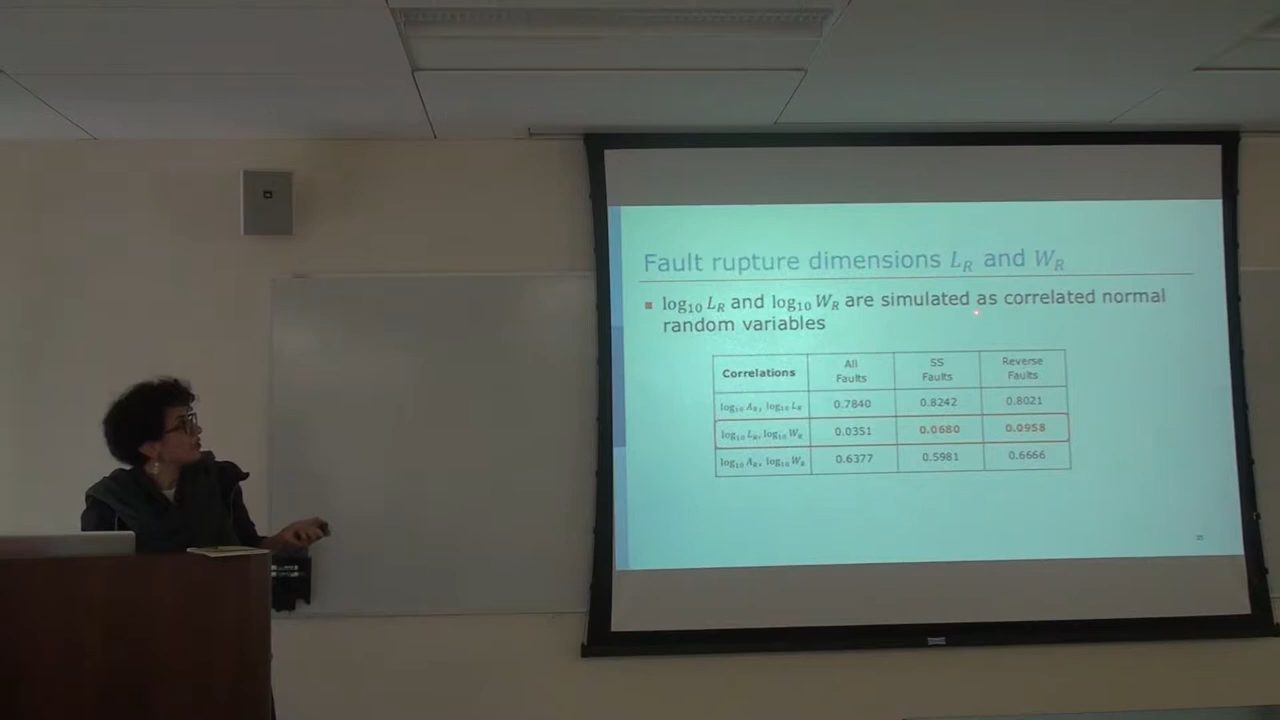 Fault rupture dimensions L_R and W_R
▪ log₁₀ L_R and log₁₀ W_R are simulated as correlated normal
random variables
Correlations | All Faults | SS Faults | Reverse Faults
log₁₀ A_R, log₁₀ L_R | 0.7840 | 0.8242 | 0.8021
log₁₀ L_R, log₁₀ W_R | 0.0351 | 0.0680 | 0.0958
log₁₀ A_R, log₁₀ W_R | 0.6377 | 0.5981 | 0.6666